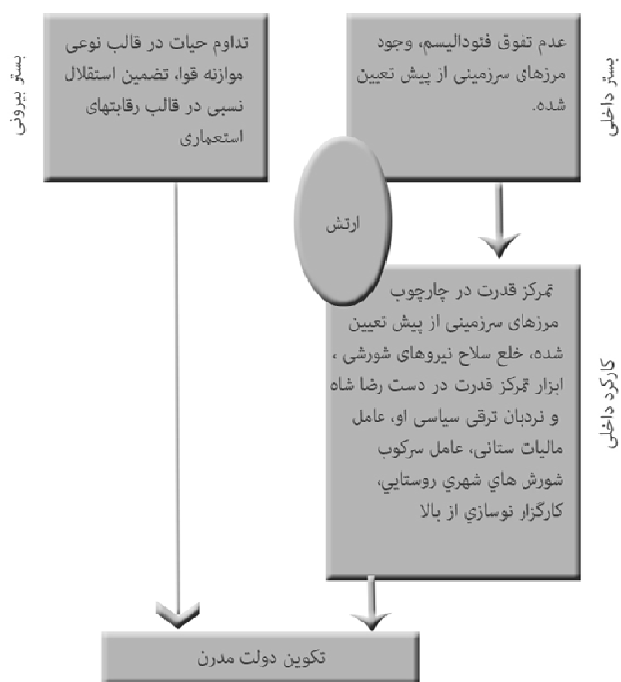 بستر داخلی
عدم تفوق فئودالیسم، وجود
مرزهای سرزمینی از پیش تعیین
شده.
بستر بیرونی
تداوم حیات در قالب نوعی
موازنه قوا، تضمین استقلال
نسبی در قالب رقابتهای
استعماری
ارتش
کارکرد داخلی
تمرکز قدرت در چارچوب
مرزهای سرزمینی از پیش تعیین
شده، خلع سلاح نیروهای شورشی ،
ابزار تمرکز قدرت در دست رضا شاه
و نردبان ترقی سیاسی او، عامل
مالیات ستانی، عامل سرکوب
شورش هاي شهري روستايي،
کارگزار نوسازي از بالا
تکوین دولت مدرن